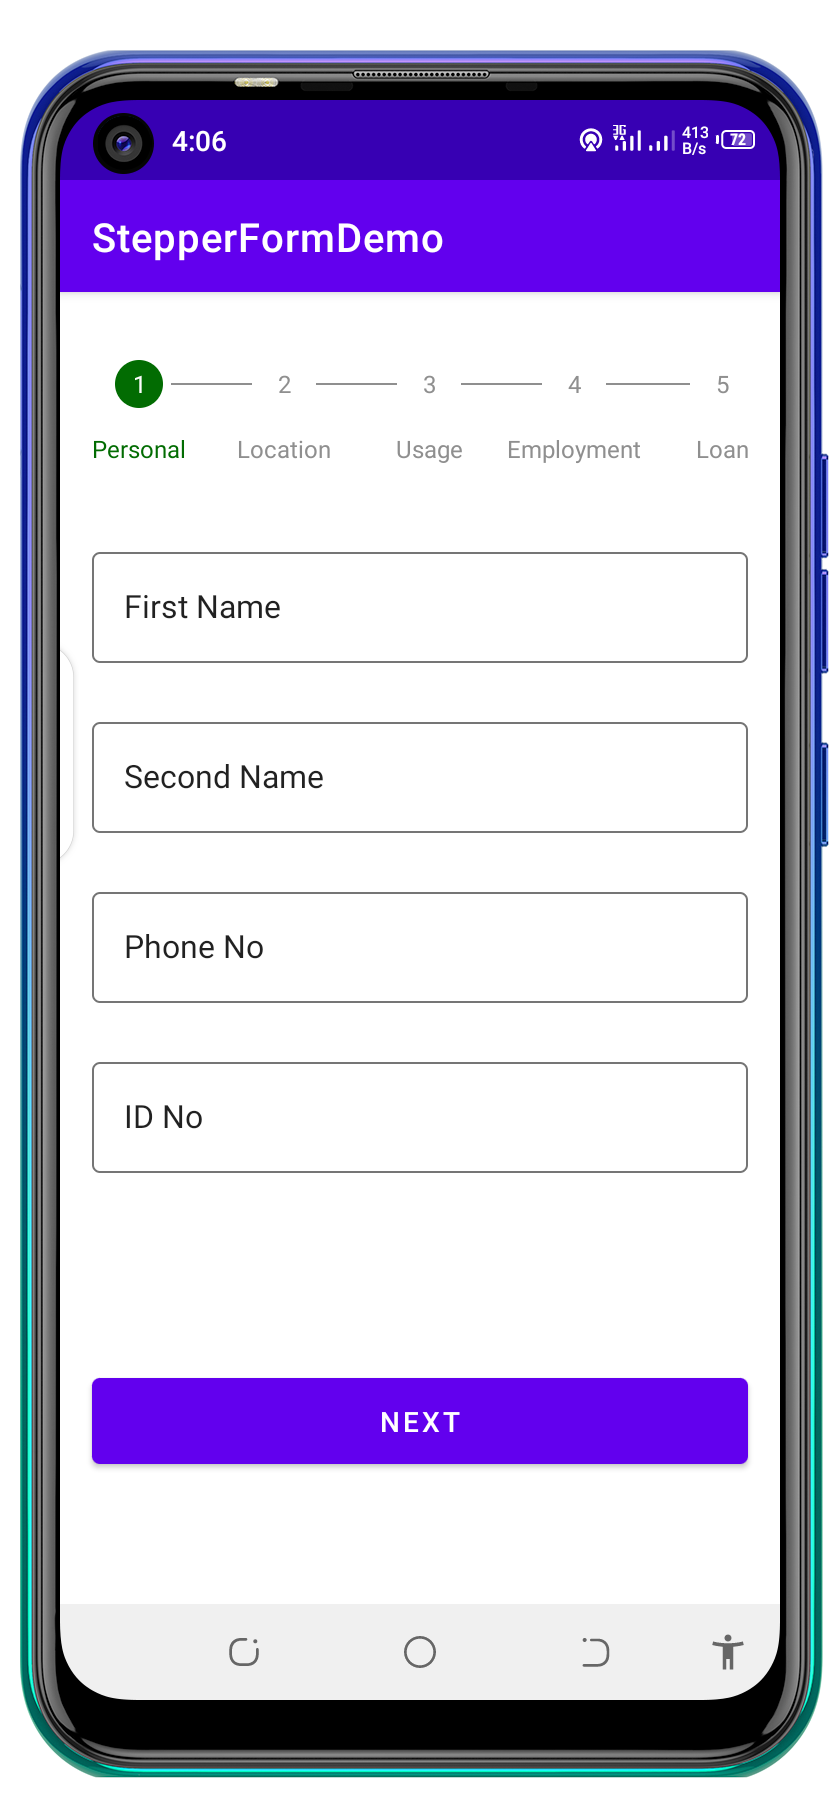 4:06
3G
413
B/s
72
StepperFormDemo
1 2 3 4 5
Personal Location Usage Employment Loan
First Name
Second Name
Phone No
ID No
NEXT